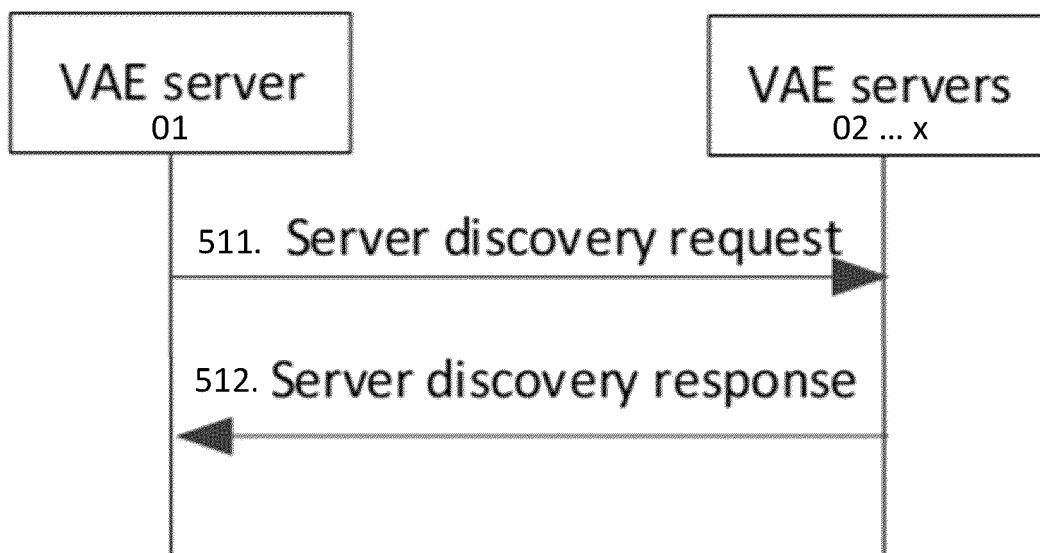 VAE server
01
VAE servers
02 ... x
511. Server discovery request
512. Server discovery response